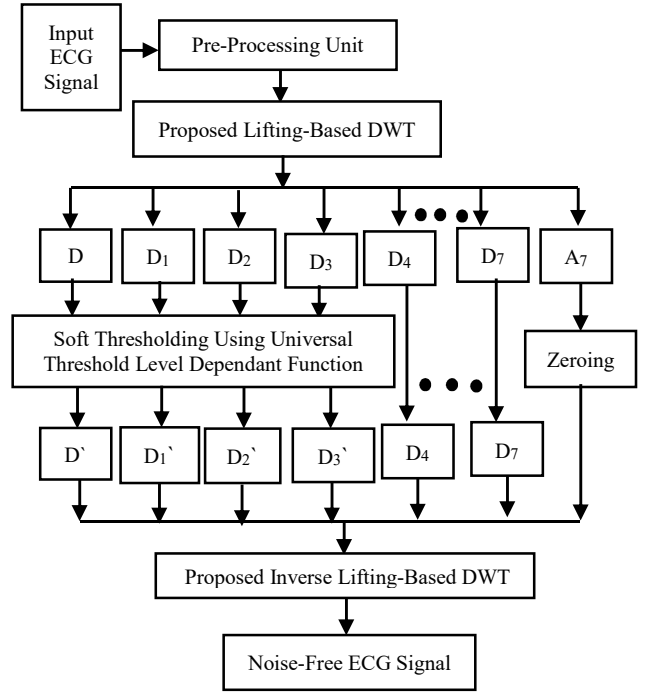 Input
ECG
Signal
Pre-Processing Unit
Proposed Lifting-Based DWT
D
D1
D2
D3
D4
D7
A7
Soft Thresholding Using Universal
Threshold Level Dependant Function
Zeroing
D`
D1`
D2`
D3`
D4
D7
Proposed Inverse Lifting-Based DWT
Noise-Free ECG Signal